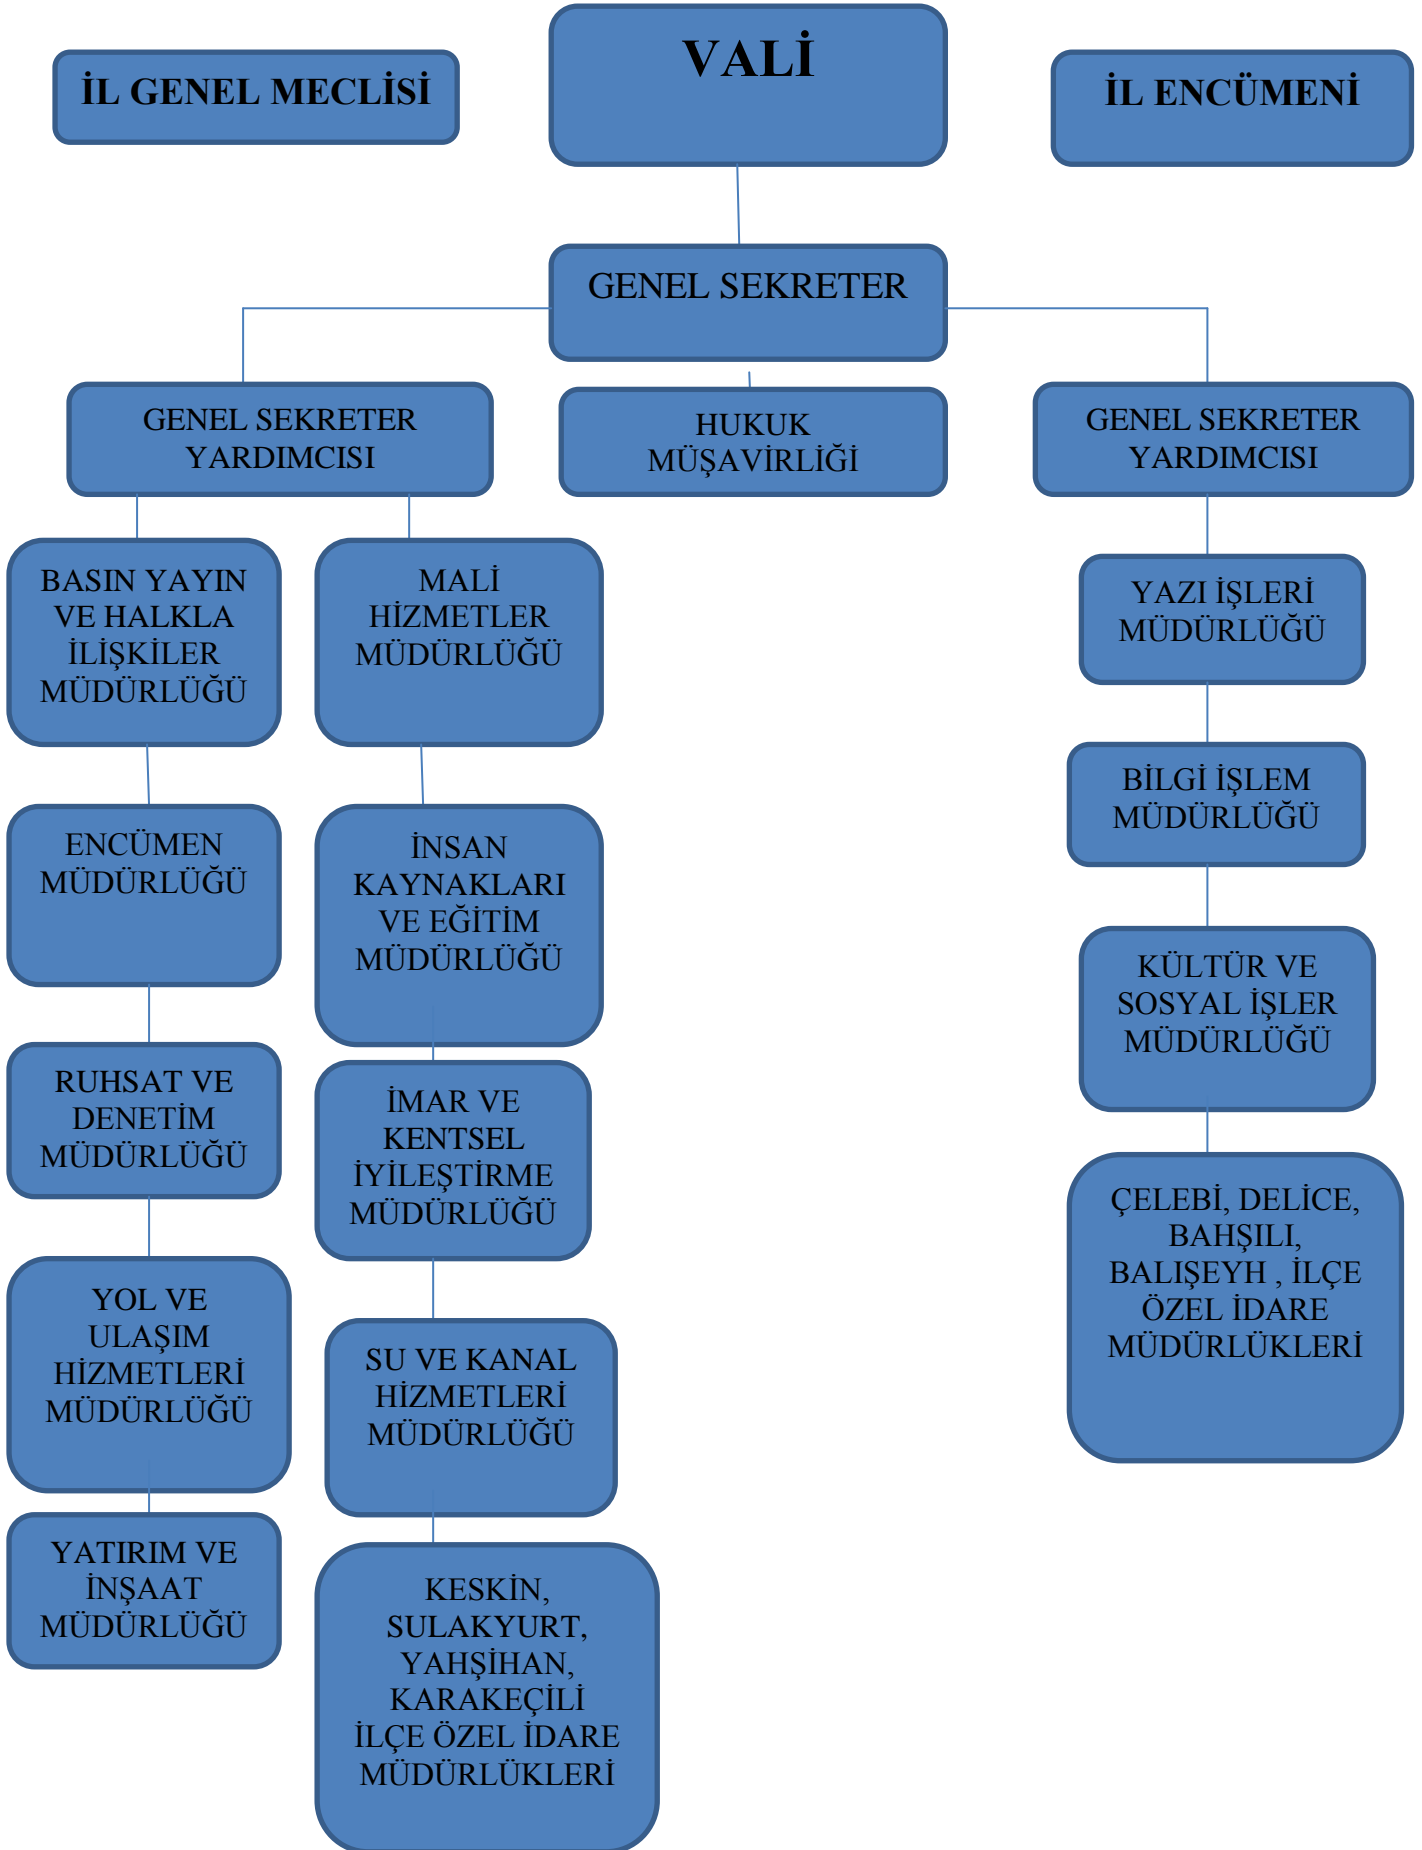 İL GENEL MECLİSİ
VALİ
İL ENCÜMENİ
GENEL SEKRETER
GENEL SEKRETER
YARDIMCISI
HUKUK
MÜŞAVİRLİĞİ
GENEL SEKRETER
YARDIMCISI
BASIN YAYIN
VE HALKLA
İLİŞKİLER
MÜDÜRLÜĞÜ
MALİ
HİZMETLER
MÜDÜRLÜĞÜ
YAZI İŞLERİ
MÜDÜRLÜĞÜ
BİLGİ İŞLEM
MÜDÜRLÜĞÜ
ENCÜMEN
MÜDÜRLÜĞÜ
İNSAN
KAYNAKLARI
VE EĞİTİM
MÜDÜRLÜĞÜ
KÜLTÜR VE
SOSYAL İŞLER
MÜDÜRLÜĞÜ
RUHSAT VE
DENETİM
MÜDÜRLÜĞÜ
İMAR VE
KENTSEL
İYİLEŞTİRME
MÜDÜRLÜĞÜ
ÇELEBİ, DELİCE,
BAHŞILI,
BALIŞEYH , İLÇE
ÖZEL İDARE
MÜDÜRLÜKLERİ
YOL VE
ULAŞIM
HİZMETLERİ
MÜDÜRLÜĞÜ
SU VE KANAL
HİZMETLERİ
MÜDÜRLÜĞÜ
YATIRIM VE
İNŞAAT
MÜDÜRLÜĞÜ
KESKİN,
SULAKYURT,
YAHŞİHAN,
KARAKEÇİLİ
İLÇE ÖZEL İDARE
MÜDÜRLÜKLERİ